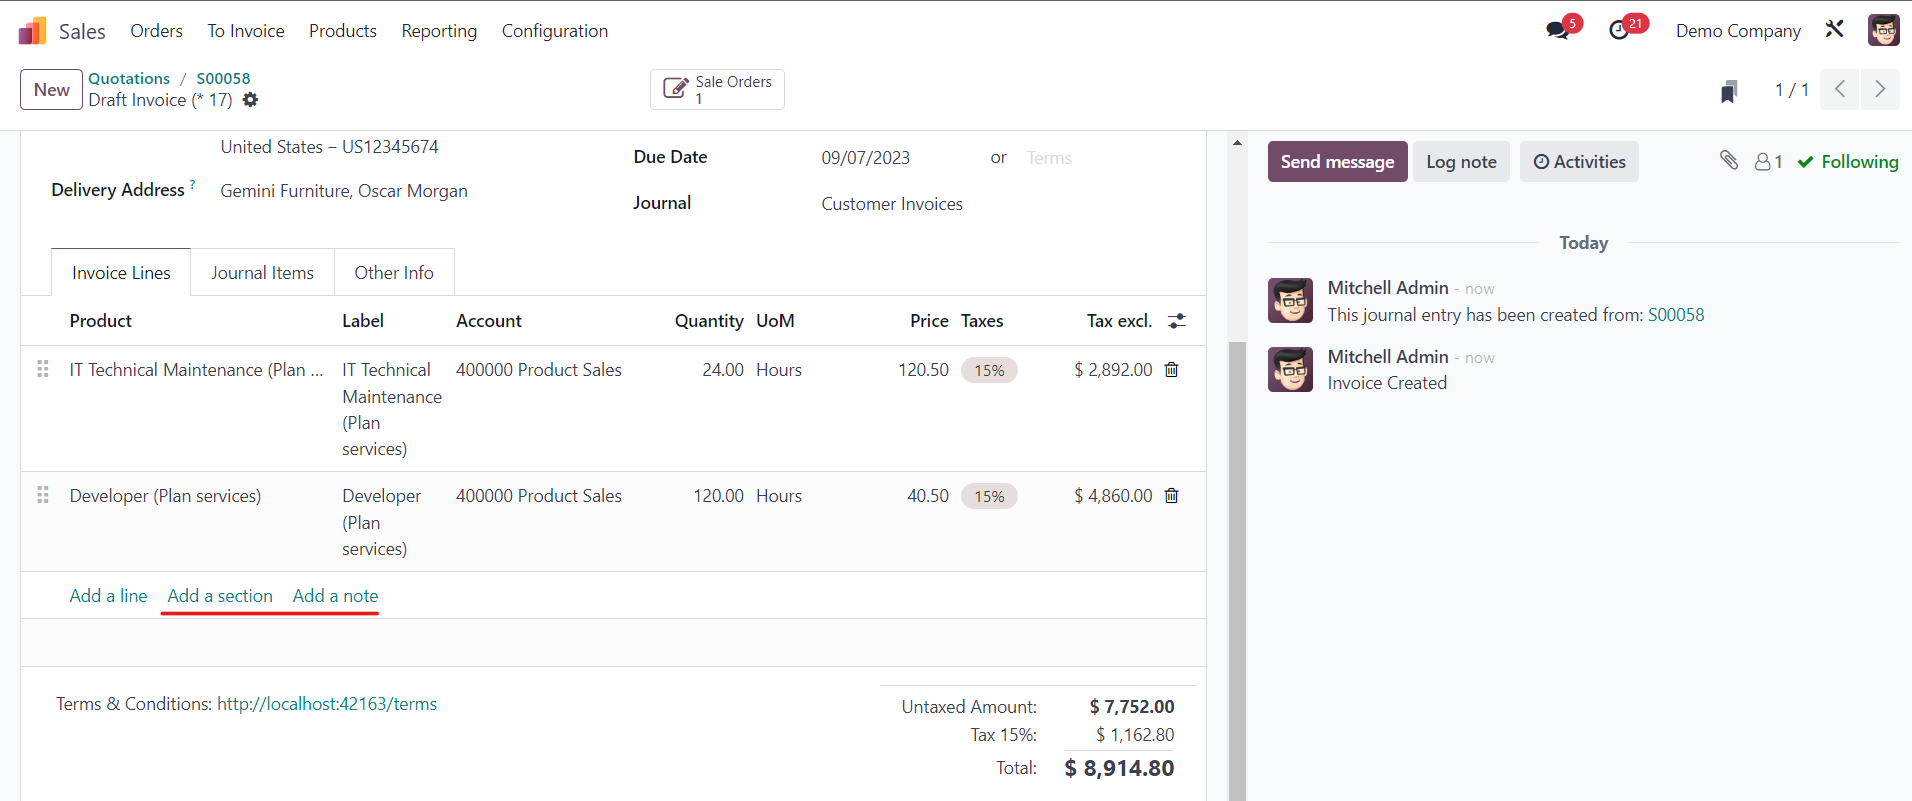 Sales Orders To Invoice Products Reporting Configuration 5 21 Demo Company
New Quotations / S00058
Draft Invoice (* 17)
Sale Orders
1
1 / 1
United States – US12345674
Delivery Address ? Gemini Furniture, Oscar Morgan
Due Date 09/07/2023 or Terms
Journal Customer Invoices
Invoice Lines Journal Items Other Info
Product Label Account Quantity UoM Price Taxes Tax excl.
IT Technical Maintenance (Plan ... IT Technical 400000 Product Sales 24.00 Hours 120.50 15% $ 2,892.00
Maintenance
(Plan
services)
Developer (Plan services) Developer 400000 Product Sales 120.00 Hours 40.50 15% $ 4,860.00
(Plan
services)
Add a line Add a section Add a note
Terms & Conditions: http://localhost:42163/terms
Untaxed Amount: $ 7,752.00
Tax 15%: $ 1,162.80
Total: $ 8,914.80
Send message Log note Activities 1 Following
Today
Mitchell Admin - now
This journal entry has been created from: S00058
Mitchell Admin - now
Invoice Created